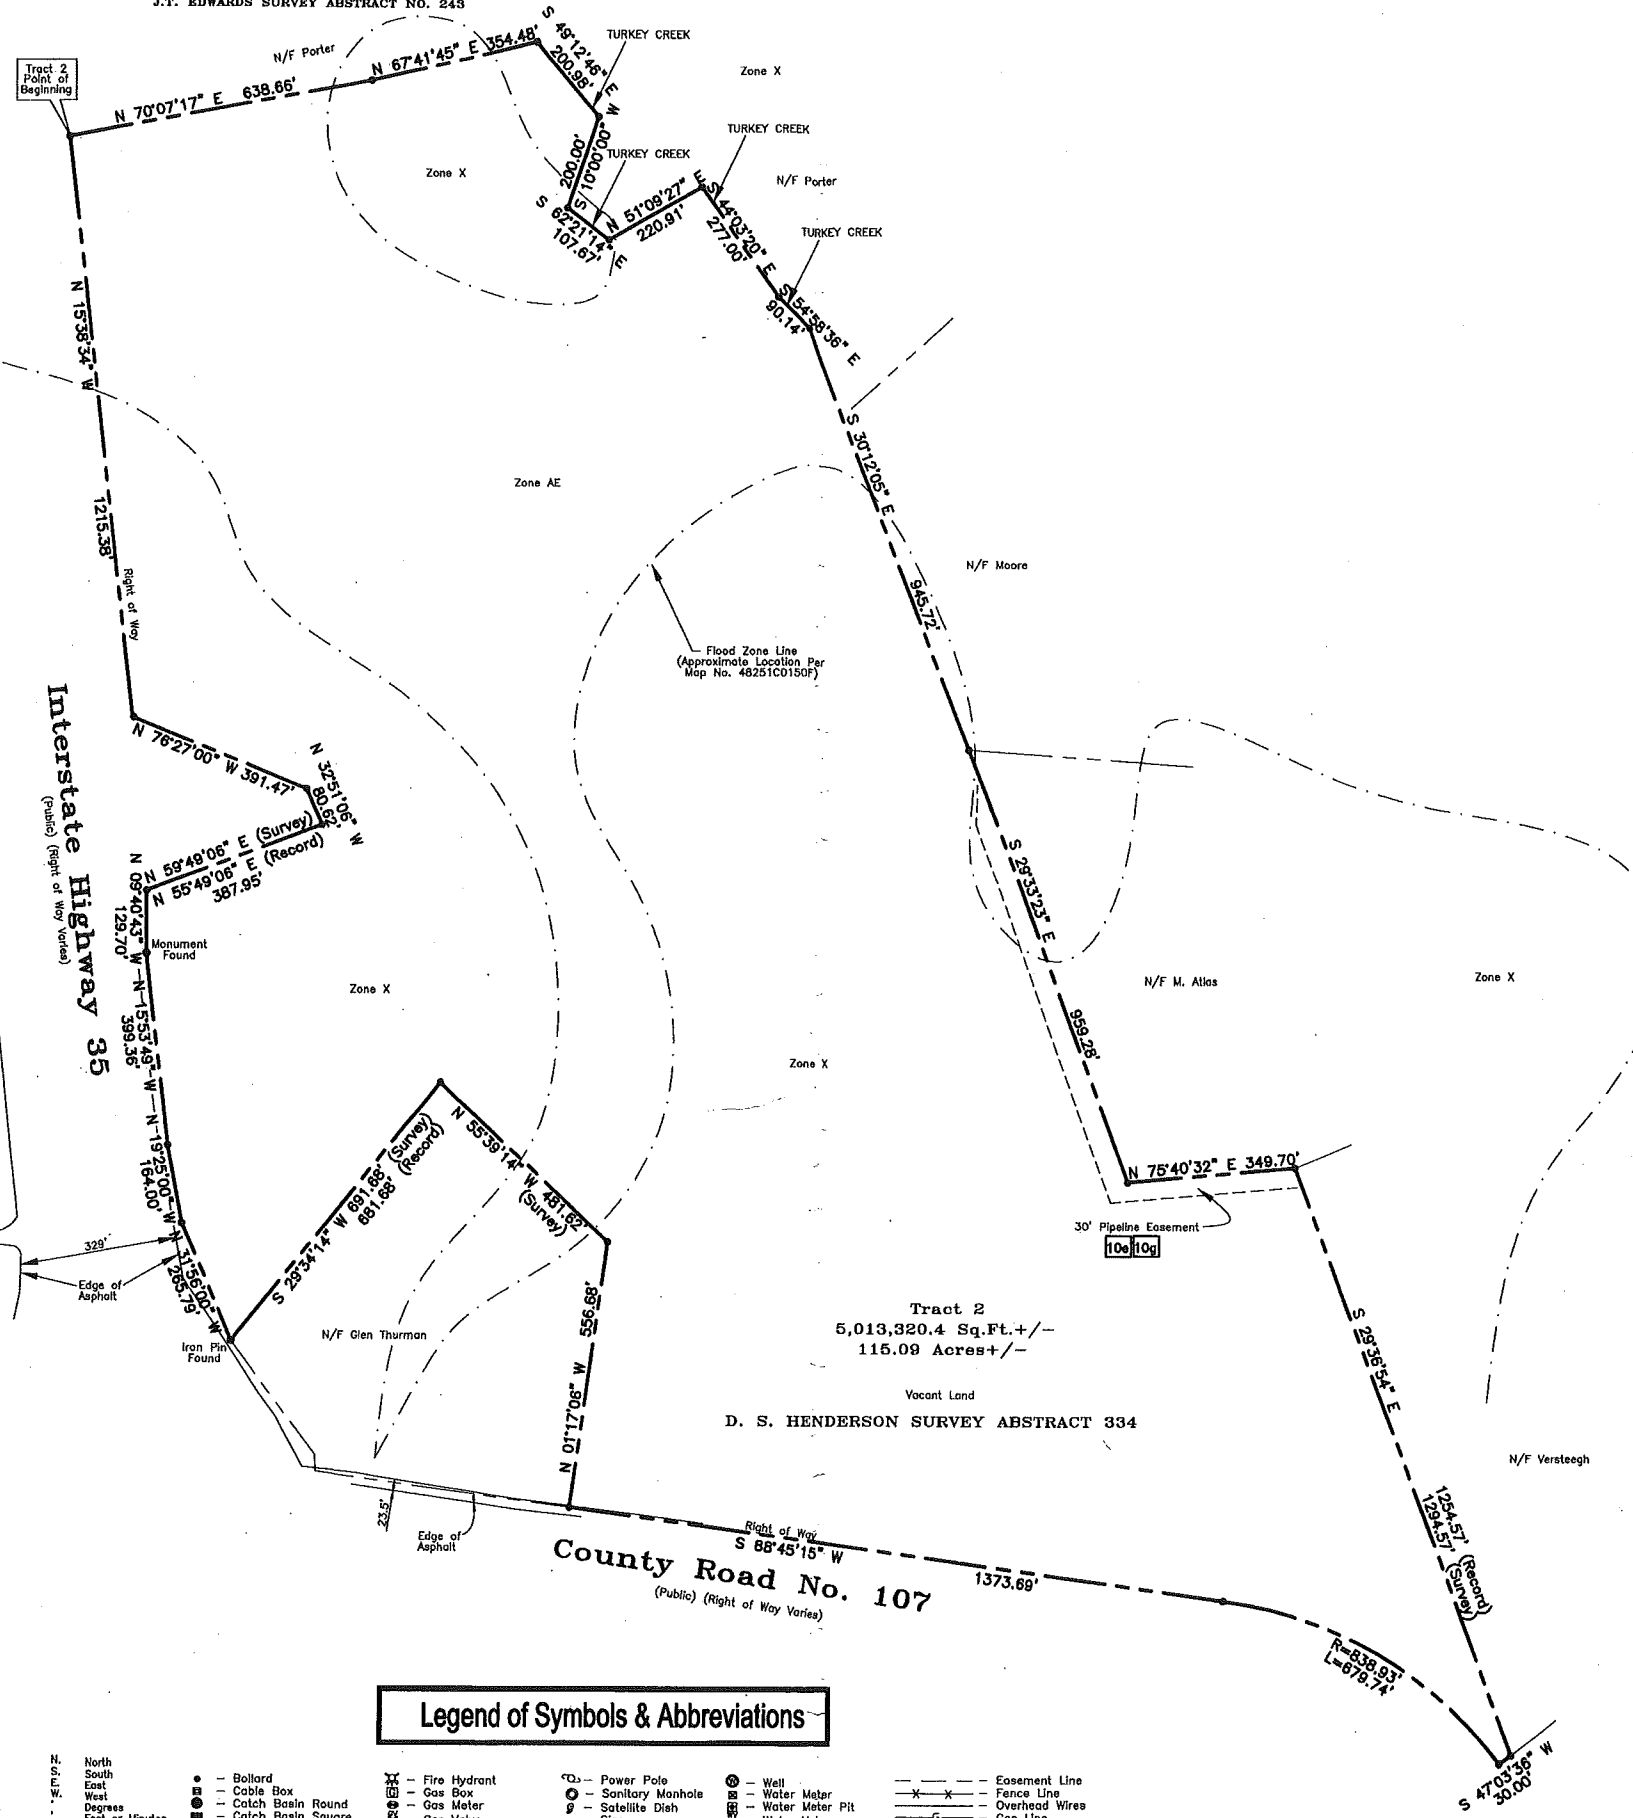 J.T. EDWARDS SURVEY ABSTRACT NO. 243
Tract 2
Point of
Beginning
N/F Porter
N 70°07'17" E 638.66'
N 67°41'45" E 354.48'
S 49°12'46" E
200.98'
TURKEY CREEK
Zone X
S 10°00'00" W
200.00'
TURKEY CREEK
TURKEY CREEK
Zone X
S 62°21'14" E
107.67'
N 51°09'27" E
220.91'
N/F Porter
S 44°03'20" E
277.00'
TURKEY CREEK
S 54°58'36" E
90.14'
N 15°38'34" W
1215.38'
Right of Way
Zone AE
S 30°12'05" E
945.72'
N/F Moore
Flood Zone Line
(Approximate Location Per
Map No. 48251C0150F)
Interstate Highway 35
(Public) (Right of Way Varies)
N 76°27'00" W 391.47'
N 32°51'06" W
80.62'
N 59°49'06" E (Survey)
N 55°49'06" E (Record)
387.95'
N 09°40'43" W
129.70'
Monument
Found
N 15°53'49" W
399.36'
Zone X
N 19°25'00" W
164.00'
329'
Edge of
Asphalt
N 31°56'00" W
265.79'
Iron Pin
Found
S 29°34'14" W 691.68' (Survey)
681.68' (Record)
N 55°39'14" W 481.62'
(Survey)
N/F Glen Thurman
N 01°17'08" W 556.68'
Zone X
S 29°33'23" E
959.28'
N/F M. Atlas
Zone X
N 75°40'32" E 349.70'
30' Pipeline Easement
10e 10g
Tract 2
5,013,320.4 Sq.Ft.+/-
115.09 Acres+/-
Vacant Land
D. S. HENDERSON SURVEY ABSTRACT 334
S 29°36'54" E
1254.57' (Record)
1294.57' (Survey)
N/F Versteegh
23.5'
Edge of
Asphalt
Right of Way
S 88°45'15" W
1373.69'
County Road No. 107
(Public) (Right of Way Varies)
R=838.93'
L=679.74'
S 47°03'36" W
30.00'
Legend of Symbols & Abbreviations
N. North
S. South
E. East
W. West
° Degrees
- Bollard
- Cable Box
- Catch Basin Round
- Catch Basin Square
- Fire Hydrant
- Gas Box
- Gas Meter
- Power Pole
- Sanitary Manhole
- Satellite Dish
- Well
- Water Meter
- Water Meter Pit
- Easement Line
- Fence Line
- Overhead Wires